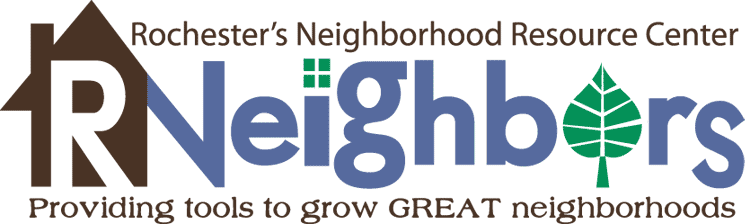 Rochester's Neighborhood Resource Center
RNeighbors
Providing tools to grow GREAT neighborhoods